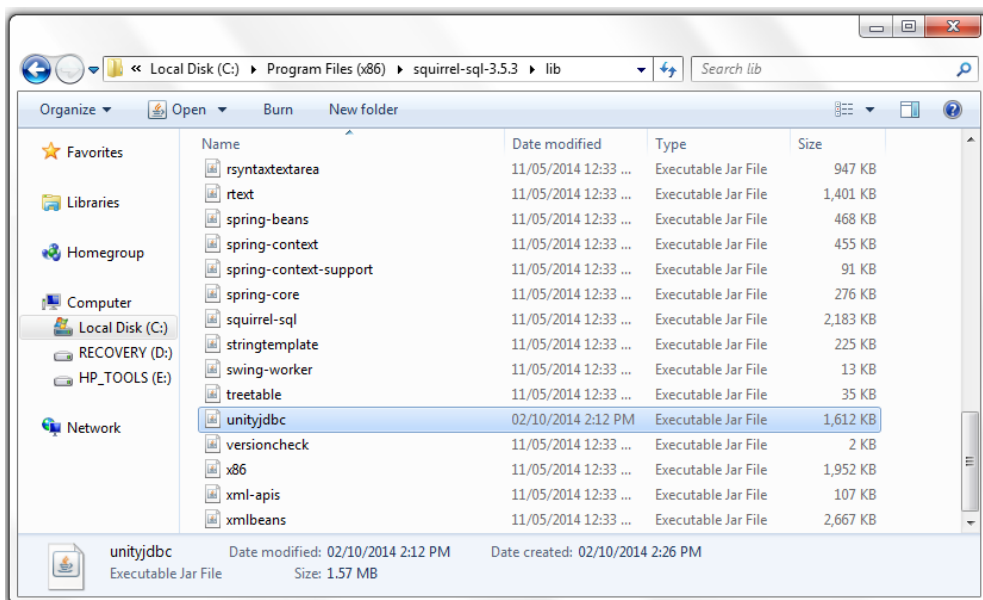 « Local Disk (C:) ▸ Program Files (x86) ▸ squirrel-sql-3.5.3 ▸ lib Search lib
Organize Open Burn New folder
Favorites
Libraries
Homegroup
Computer
Local Disk (C:)
RECOVERY (D:)
HP_TOOLS (E:)
Network
Name Date modified Type Size
rsyntaxtextarea 11/05/2014 12:33 ... Executable Jar File 947 KB
rtext 11/05/2014 12:33 ... Executable Jar File 1,401 KB
spring-beans 11/05/2014 12:33 ... Executable Jar File 468 KB
spring-context 11/05/2014 12:33 ... Executable Jar File 455 KB
spring-context-support 11/05/2014 12:33 ... Executable Jar File 91 KB
spring-core 11/05/2014 12:33 ... Executable Jar File 276 KB
squirrel-sql 11/05/2014 12:33 ... Executable Jar File 2,183 KB
stringtemplate 11/05/2014 12:33 ... Executable Jar File 225 KB
swing-worker 11/05/2014 12:33 ... Executable Jar File 13 KB
treetable 11/05/2014 12:33 ... Executable Jar File 35 KB
unityjdbc 02/10/2014 2:12 PM Executable Jar File 1,612 KB
versioncheck 11/05/2014 12:33 ... Executable Jar File 2 KB
x86 11/05/2014 12:33 ... Executable Jar File 1,952 KB
xml-apis 11/05/2014 12:33 ... Executable Jar File 107 KB
xmlbeans 11/05/2014 12:33 ... Executable Jar File 2,667 KB
unityjdbc Date modified: 02/10/2014 2:12 PM Date created: 02/10/2014 2:26 PM
Executable Jar File Size: 1.57 MB